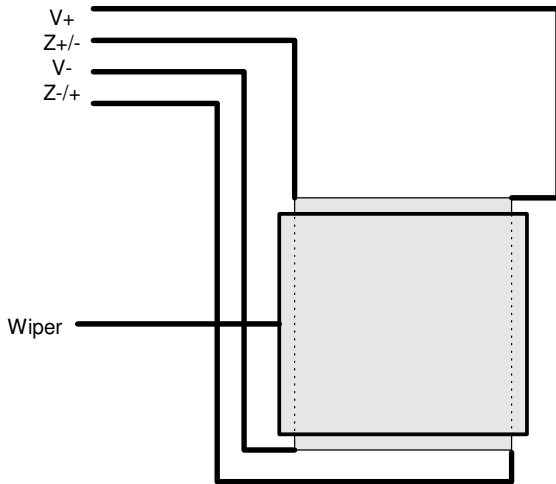 V+
Z+/-
V-
Z-/+
Wiper